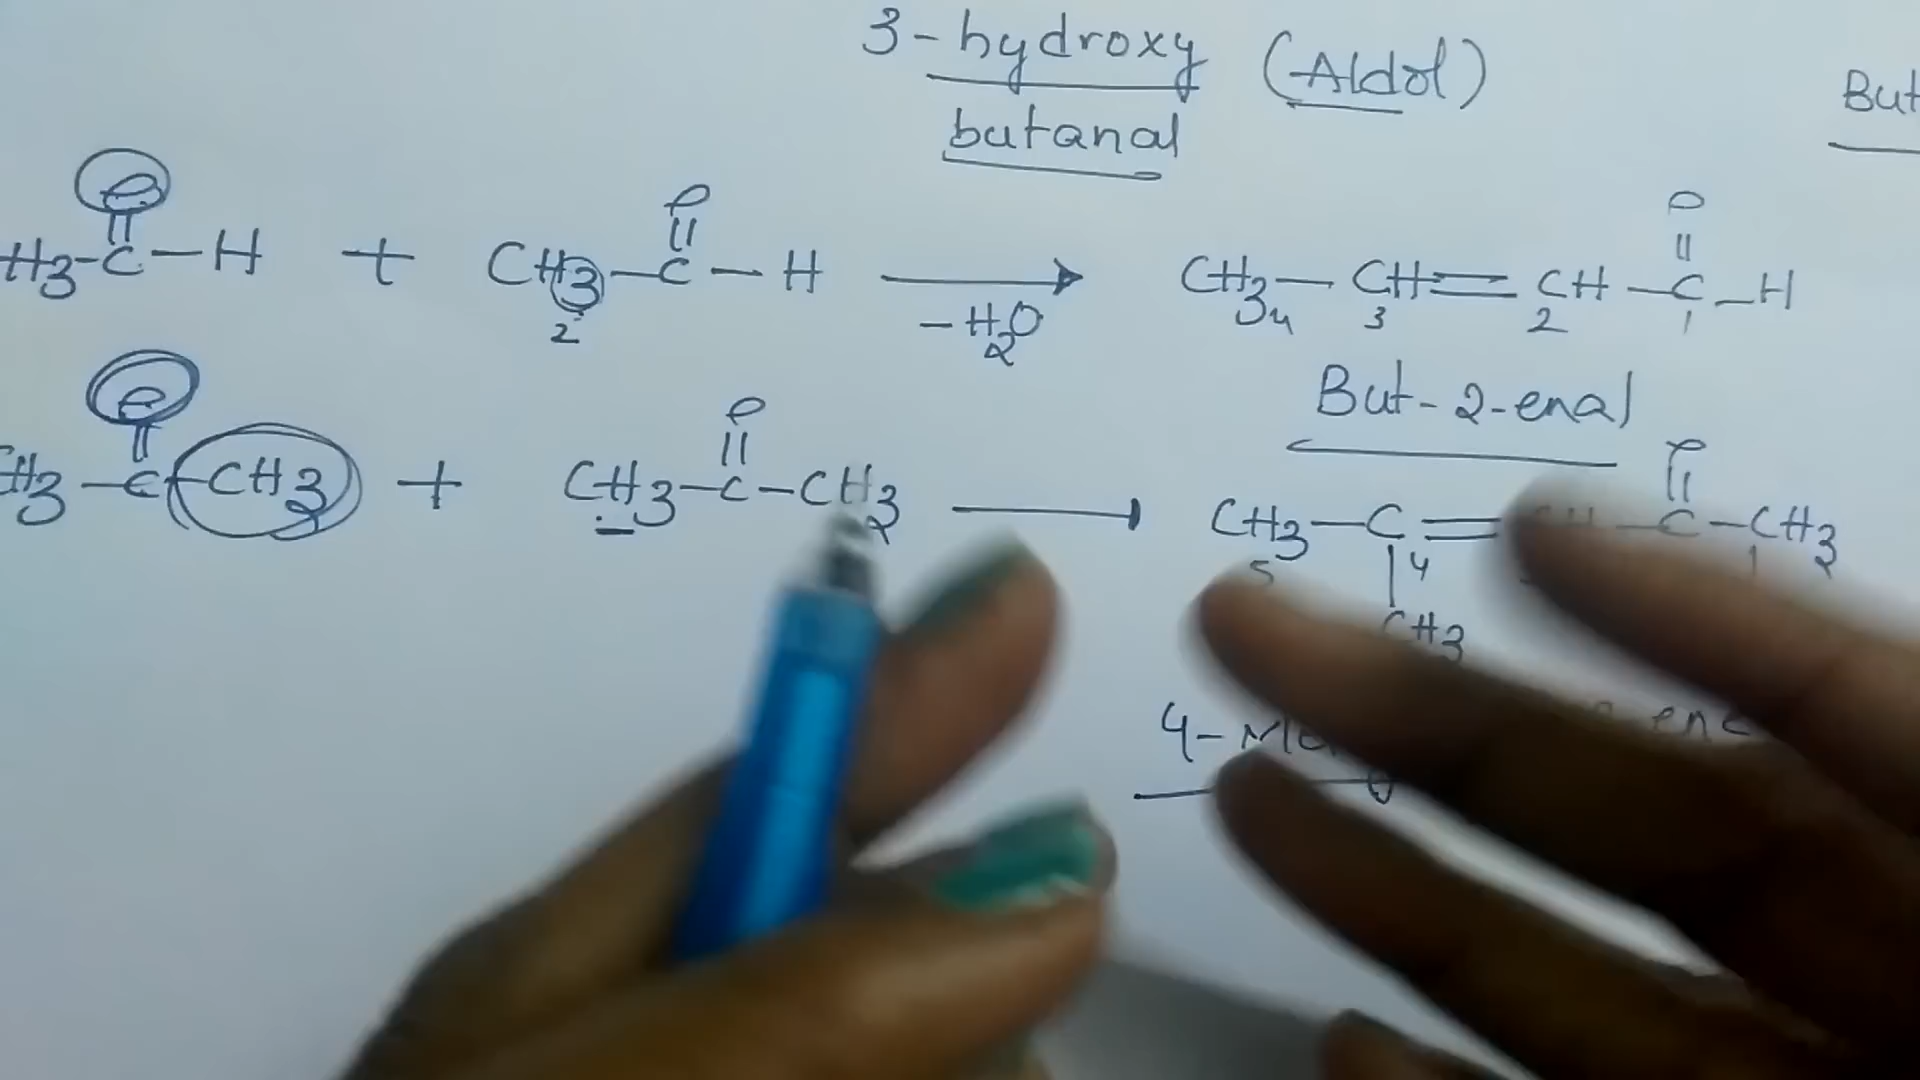 3-hydroxy (Aldol)
butanal
But
O O O
H3-C-H + CH3-C-H → CH3-CH=CH-C-H
2 -H2O 4 3 2 1
But-2-enal
O O O
H3-C-CH3 + CH3-C-CH3 → CH3-C= -C-CH3
5 4 1
CH3
4-